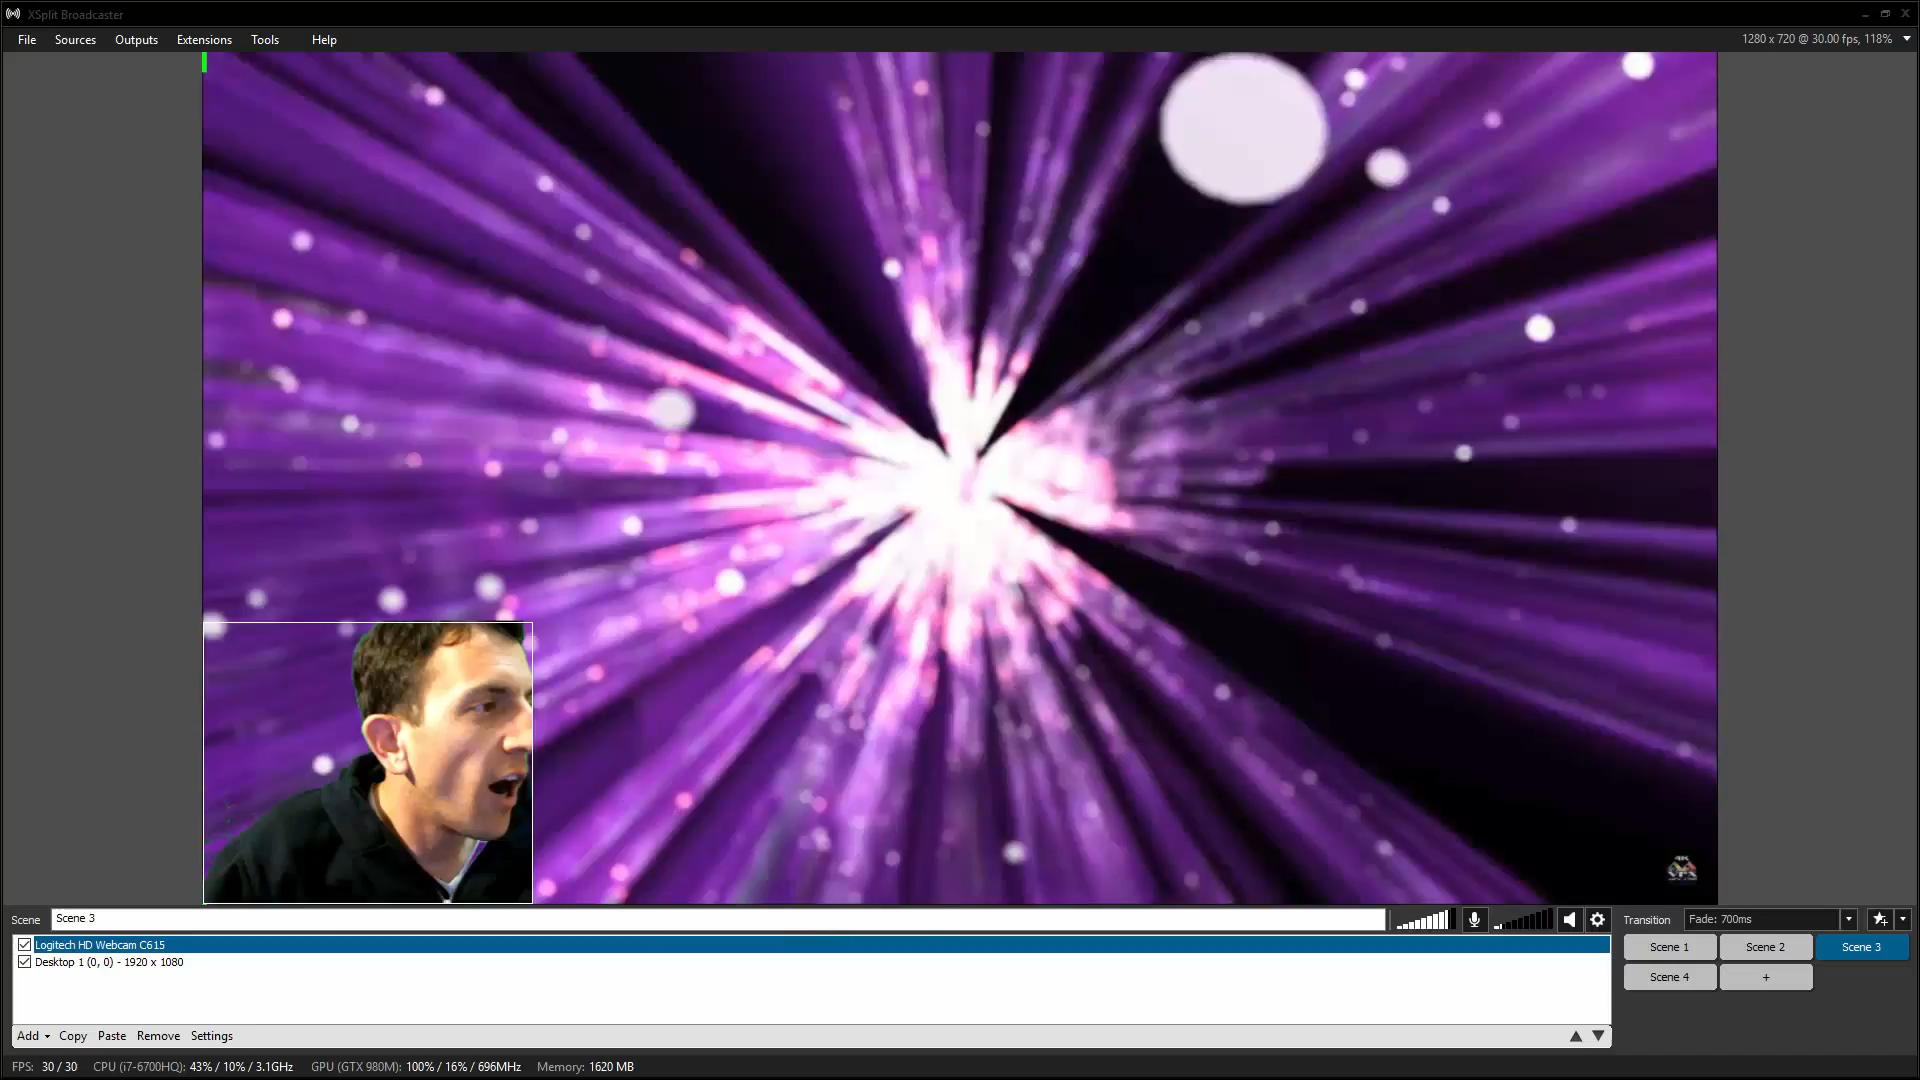 XSplit Broadcaster
File Sources Outputs Extensions Tools Help
1280 x 720 @ 30.00 fps, 118%
4K
VFX
Scene Scene 3
Transition Fade: 700ms
Logitech HD Webcam C615
Desktop 1 (0, 0) - 1920 x 1080
Scene 1 Scene 2 Scene 3
Scene 4 +
Add Copy Paste Remove Settings
FPS: 30 / 30 CPU (i7-6700HQ): 43% / 10% / 3.1GHz GPU (GTX 980M): 100% / 16% / 696MHz Memory: 1620 MB